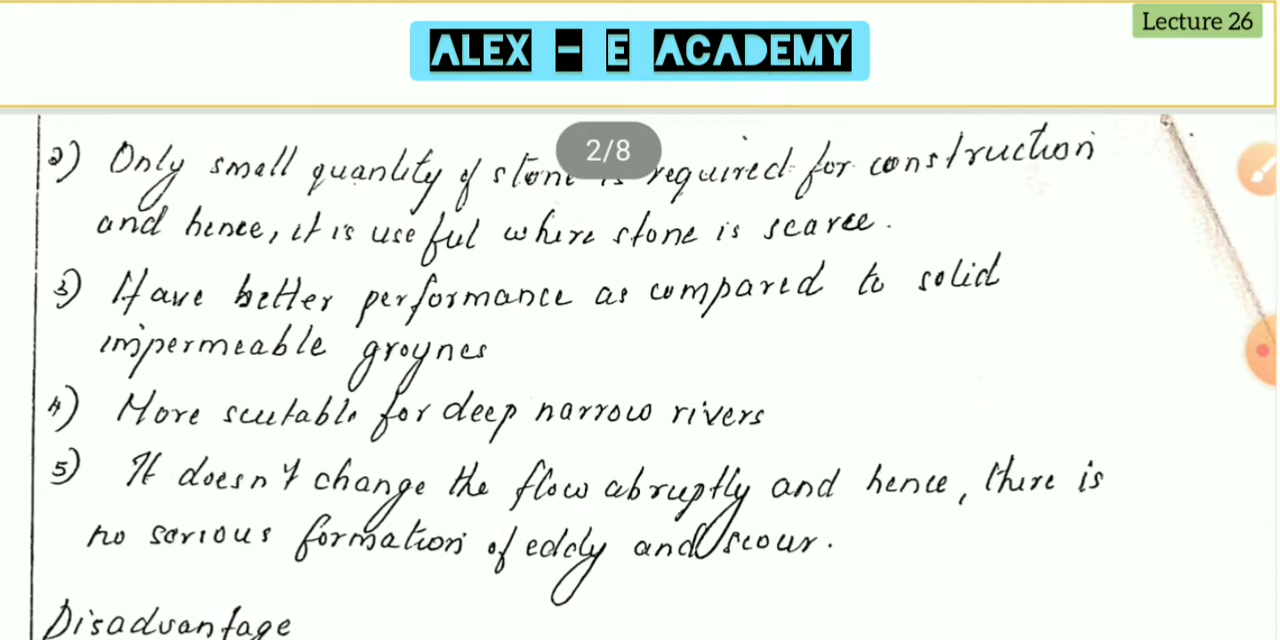 Lecture 26
ALEX - E ACADEMY
2/8
2) Only small quantity of stone is required for construction
and hence, it is useful where stone is scarce.
3) Have better performance as compared to solid
impermeable groynes
4) More suitable for deep narrow rivers
5) It doesn't change the flow abruptly and hence, there is
no serious formation of eddy and scour.
Disadvantage